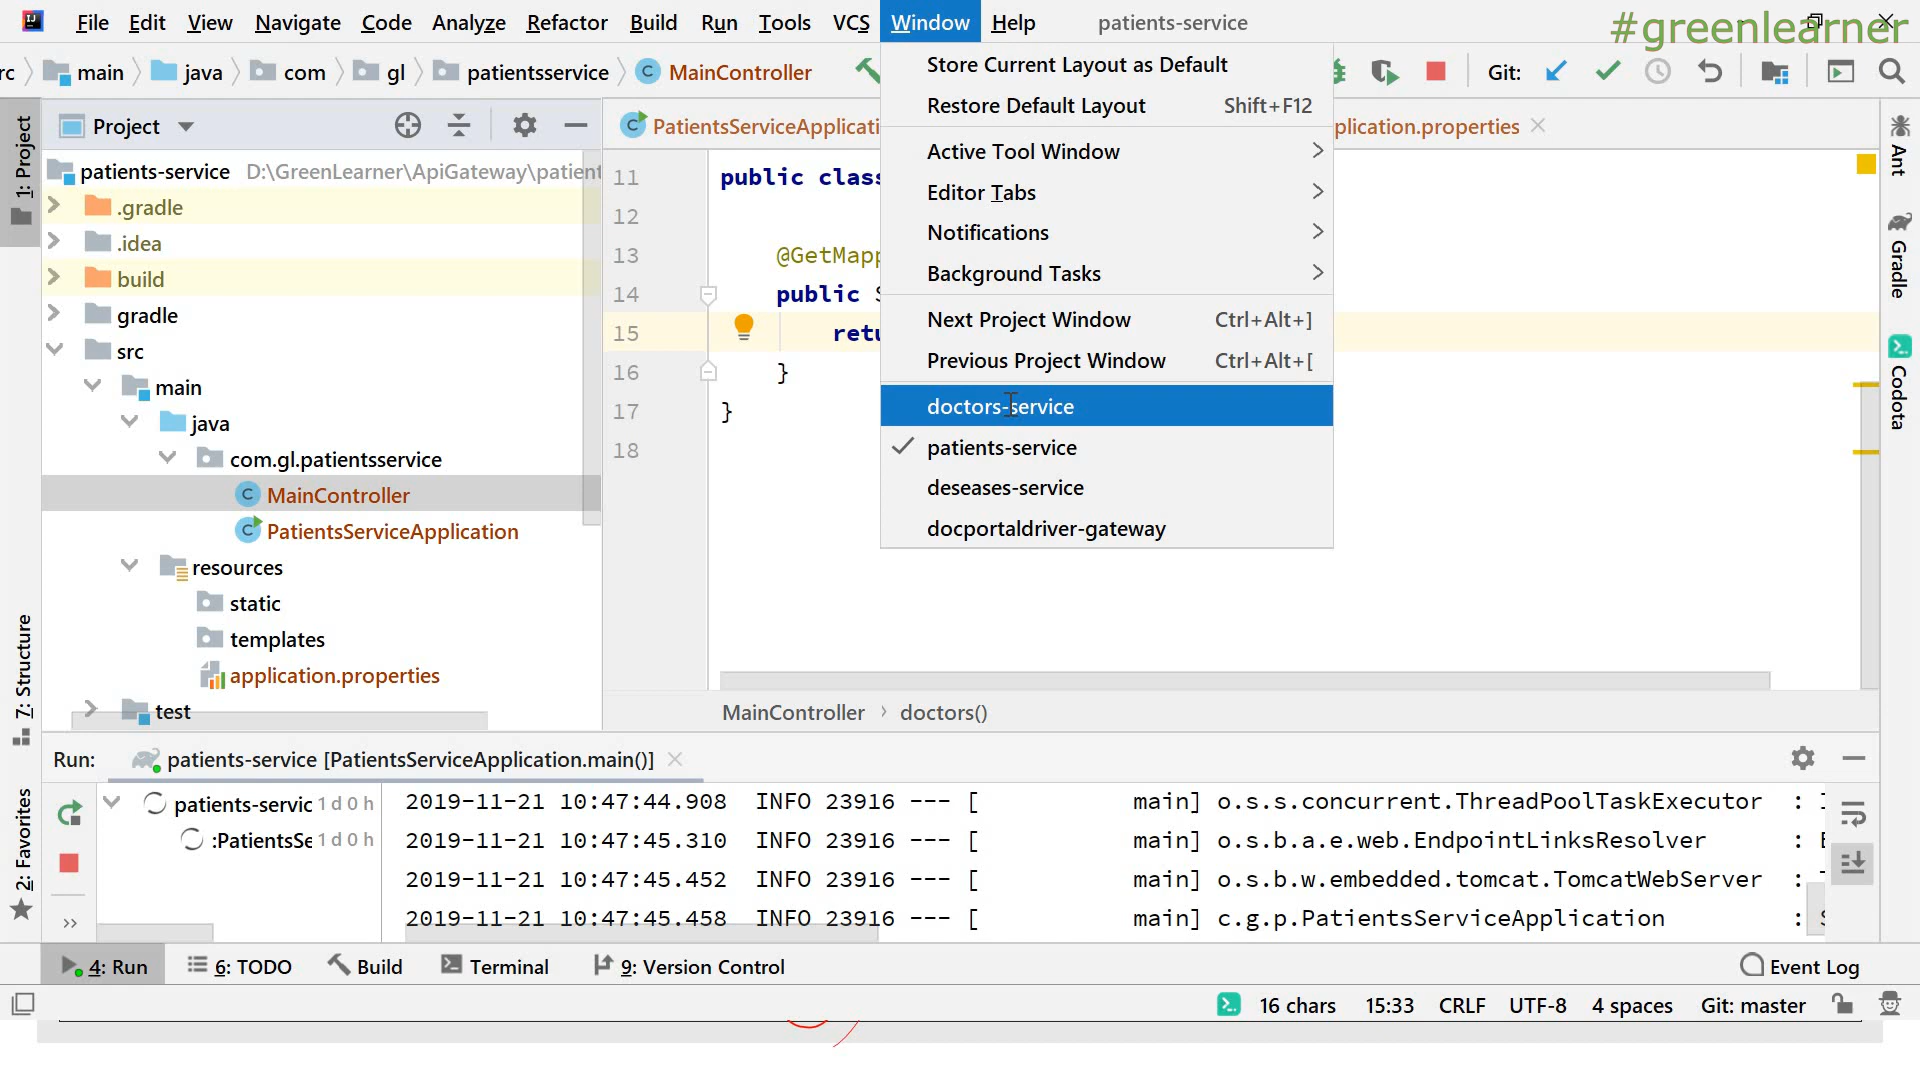 File Edit View Navigate Code Analyze Refactor Build Run Tools VCS Window Help patients-service
#greenlearner
rc main java com gl patientsservice MainController Git:
Project
patients-service D:\GreenLearner\ApiGateway\patient
.gradle
.idea
build
gradle
src
main
java
com.gl.patientsservice
MainController
PatientsServiceApplication
resources
static
templates
application.properties
test
1: Project
7: Structure
2: Favorites
PatientsServiceApplicati
plication.properties
11 public class
12
13 @GetMapp
14 public
15 retu
16 }
17 }
18
Store Current Layout as Default
Restore Default Layout Shift+F12
Active Tool Window
Editor Tabs
Notifications
Background Tasks
Next Project Window Ctrl+Alt+]
Previous Project Window Ctrl+Alt+[
doctors-service
patients-service
deseases-service
docportaldriver-gateway
Ant
Gradle
Codota
MainController doctors()
Run: patients-service [PatientsServiceApplication.main()]
patients-servic 1 d 0 h
:PatientsSe 1 d 0 h
2019-11-21 10:47:44.908 INFO 23916 --- [ main] o.s.s.concurrent.ThreadPoolTaskExecutor :
2019-11-21 10:47:45.310 INFO 23916 --- [ main] o.s.b.a.e.web.EndpointLinksResolver :
2019-11-21 10:47:45.452 INFO 23916 --- [ main] o.s.b.w.embedded.tomcat.TomcatWebServer :
2019-11-21 10:47:45.458 INFO 23916 --- [ main] c.g.p.PatientsServiceApplication :
4: Run 6: TODO Build Terminal 9: Version Control Event Log
16 chars 15:33 CRLF UTF-8 4 spaces Git: master